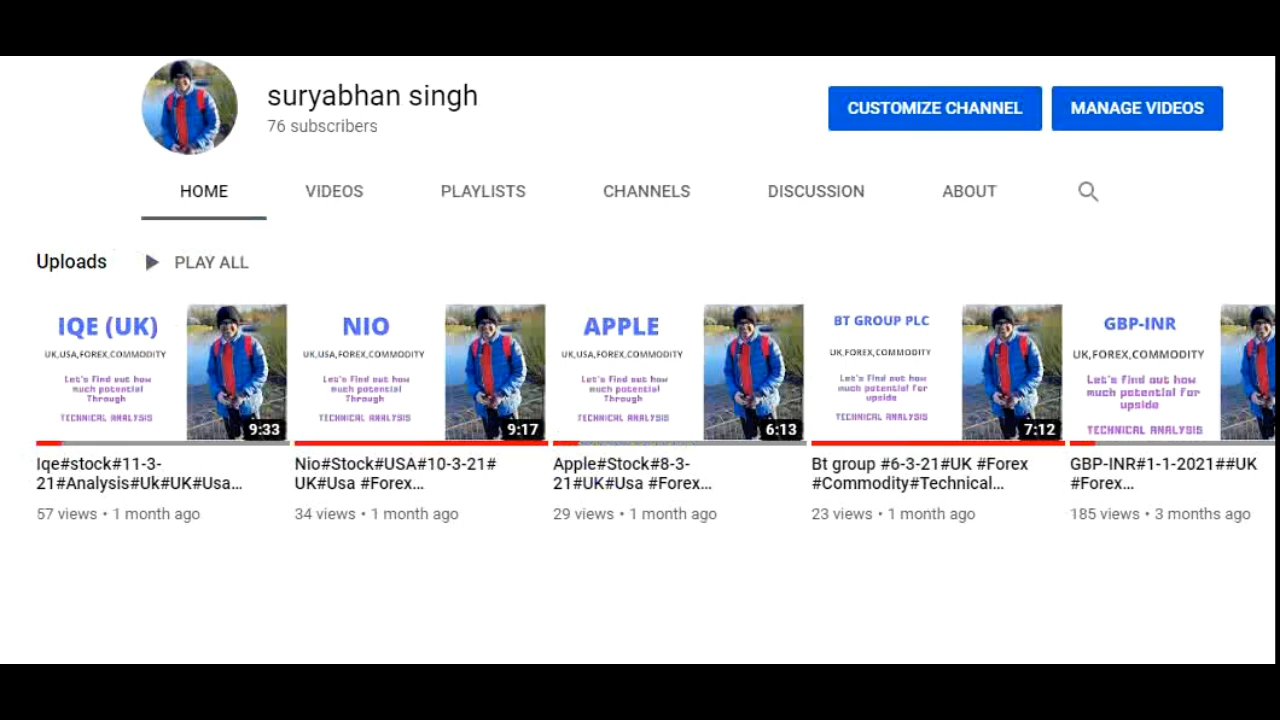 suryabhan singh
76 subscribers
CUSTOMIZE CHANNEL
MANAGE VIDEOS
HOME
VIDEOS
PLAYLISTS
CHANNELS
DISCUSSION
ABOUT
Uploads
PLAY ALL
IQE (UK)
UK,USA,FOREX,COMMODITY
Let's find out how
much potential
Through
TECHNICAL ANALYSIS
9:33
Iqe#stock#11-3-
21#Analysis#Uk#UK#Usa...
57 views • 1 month ago
NIO
UK,USA,FOREX,COMMODITY
Let's find out how
much potential
Through
TECHNICAL ANALYSIS
9:17
Nio#Stock#USA#10-3-21#
UK#Usa #Forex...
34 views • 1 month ago
APPLE
UK,USA,FOREX,COMMODITY
Let's find out how
much potential
Through
TECHNICAL ANALYSIS
6:13
Apple#Stock#8-3-
21#UK#Usa #Forex...
29 views • 1 month ago
BT GROUP PLC
UK,FOREX,COMMODITY
Let's find out how
much potential for
upside
TECHNICAL ANALYSIS
7:12
Bt group #6-3-21#UK #Forex
#Commodity#Technical...
23 views • 1 month ago
GBP-INR
UK,FOREX,COMMODITY
Let's find out how
much potential for
upside
TECHNICAL ANALYSIS
GBP-INR#1-1-2021##UK
#Forex...
185 views • 3 months ago